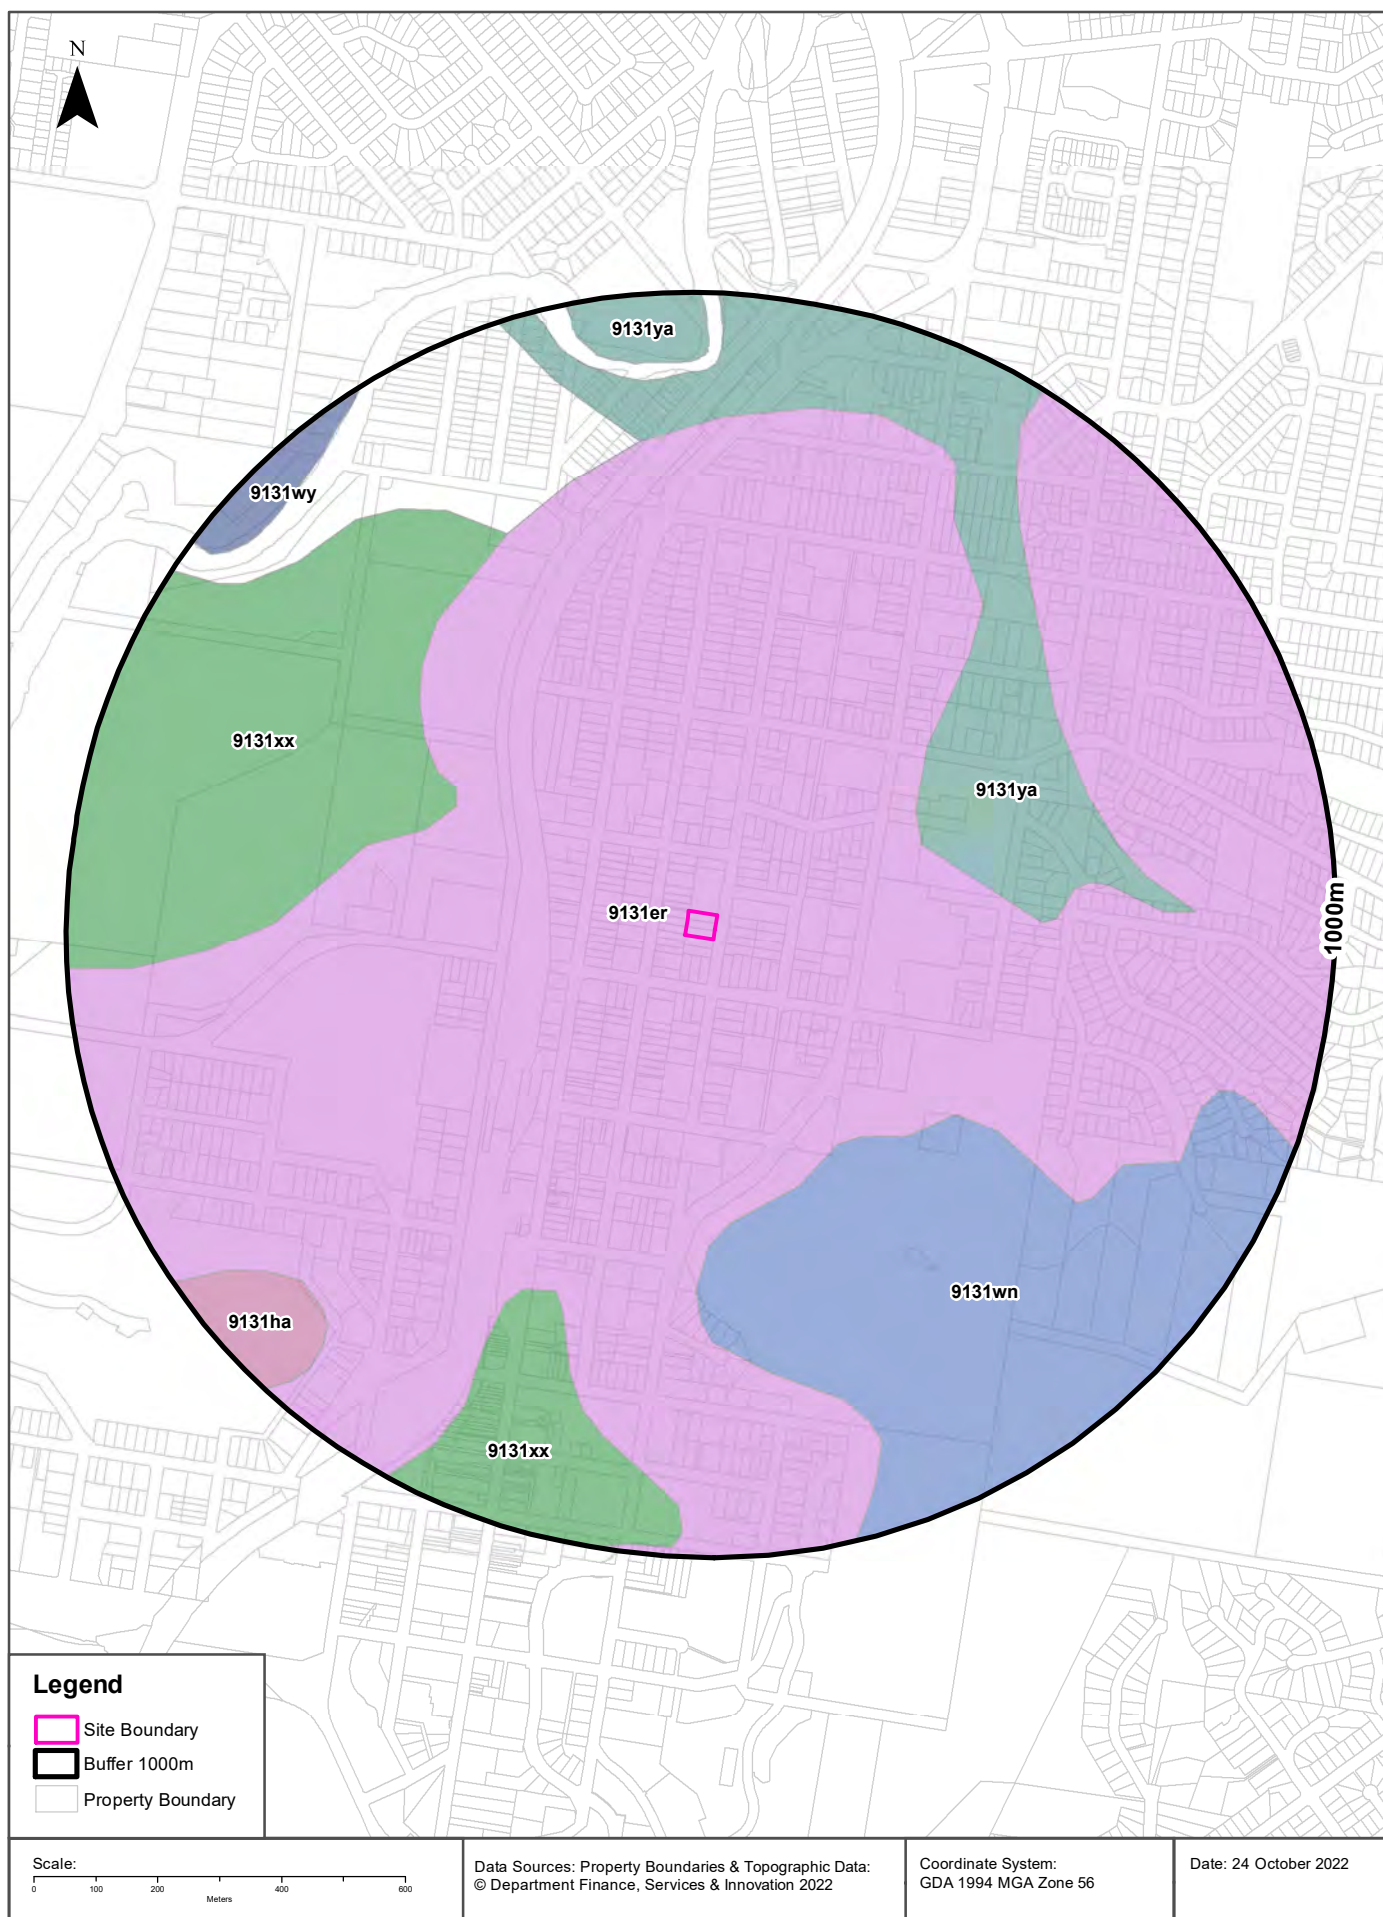 N
9131ya
9131wy
9131xx
9131ya
1000m
9131er
9131wn
9131ha
9131xx
Legend
Site Boundary
Buffer 1000m
Property Boundary
Scale:
0 100 200 400 600
Meters
Data Sources: Property Boundaries & Topographic Data:
© Department Finance, Services & Innovation 2022
Coordinate System:
GDA 1994 MGA Zone 56
Date: 24 October 2022